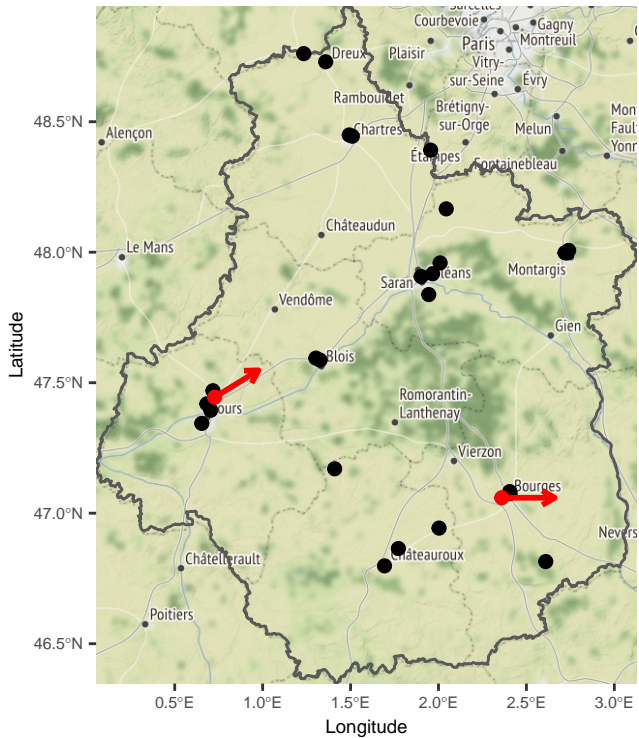 Sarcelles
Courbevoie
Gagny
Montreuil
Paris
Plaisir
Dreux
Vitry-
sur-Seine
Évry
Rambouillet
Brétigny-
sur-Orge
Melun
Alençon
Chartres
Étampes
Fontainebleau
Mont
Fault
Yonn
48.5°N
Châteaudun
48.0°N
Le Mans
Saran
Montargis
Vendôme
Gien
Blois
47.5°N
Romorantin-
Lanthenay
Vierzon
Bourges
47.0°N
Nevers
Châtellerault
Châteauroux
Poitiers
46.5°N
0.5°E
1.0°E
1.5°E
2.0°E
2.5°E
3.0°E
Longitude
Latitude